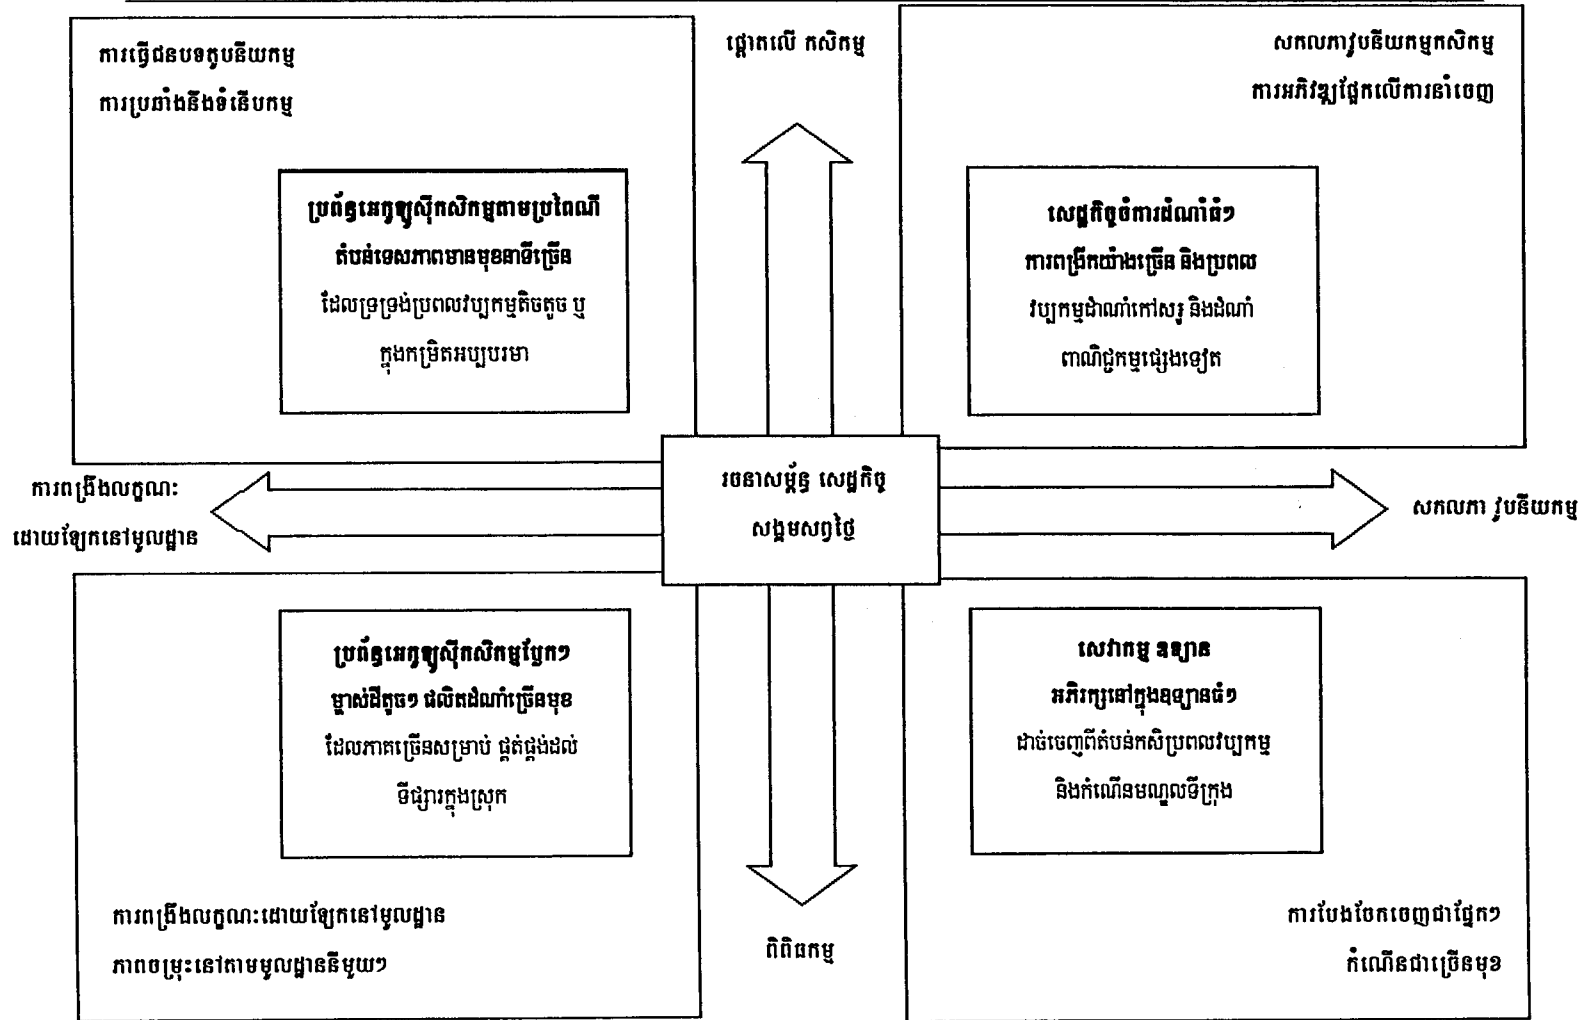 ការធ្វើជនបទតូបនីយកម្ម
ការប្រឆាំងនឹងទំនើបកម្ម
ផ្តោតលើ កសិកម្ម
សកលភាវូបនីយកម្មកសិកម្ម
ការអភិវឌ្ឍផ្អែកលើការនាំចេញ
ប្រព័ន្ធអេកូឡូស៊ីកសិកម្មតាមប្រពៃណី
តំបន់ទេសភាពមានមុខនាទីច្រើន
ដែលទ្រទ្រង់ប្រពលវប្បកម្មតិចតូច ឬ
ក្នុងកម្រិតអប្បបរមា
សេដ្ឋកិច្ចចំការដំណាំធំៗ
ការពង្រីកយ៉ាងច្រើន និងប្រពល
វប្បកម្មដំាណាំកៅស៊ូ និងដំណាំ
ពាណិជ្ជកម្មផ្សេងទៀត
ការពង្រឹងលក្ខណៈ
ដោយឡែកនៅមូលដ្ឋាន
រចនាសម្ព័ន្ធ សេដ្ឋកិច្ច
សង្គមសព្វថ្ងៃ
សកលភា វូបនីយកម្ម
ប្រព័ន្ធអេកូឡូស៊ីកសិកម្មប្លែកៗ
ម្ចាស់ដីតូចៗ ផលិតដំណាំច្រើនមុខ
ដែលភាគច្រើនសម្រាប់ ផ្គត់ផ្គង់ដល់
ទីផ្សារក្នុងស្រុក
សេវាកម្ម ឧទ្យាន
អភិរក្សនៅក្នុងឧទ្យានធំៗ
ដាច់ចេញពីតំបន់កសិប្រពលវប្បកម្ម
និងកំណើនមណ្ឌលទីក្រុង
ការពង្រឹងលក្ខណៈដោយឡែកនៅមូលដ្ឋាន
ភាពចម្រុះនៅតាមមូលដ្ឋាននីមួយៗ
ពិពិធកម្ម
ការបែងចែកចេញជាផ្នែកៗ
កំណើនជាច្រើនមុខ